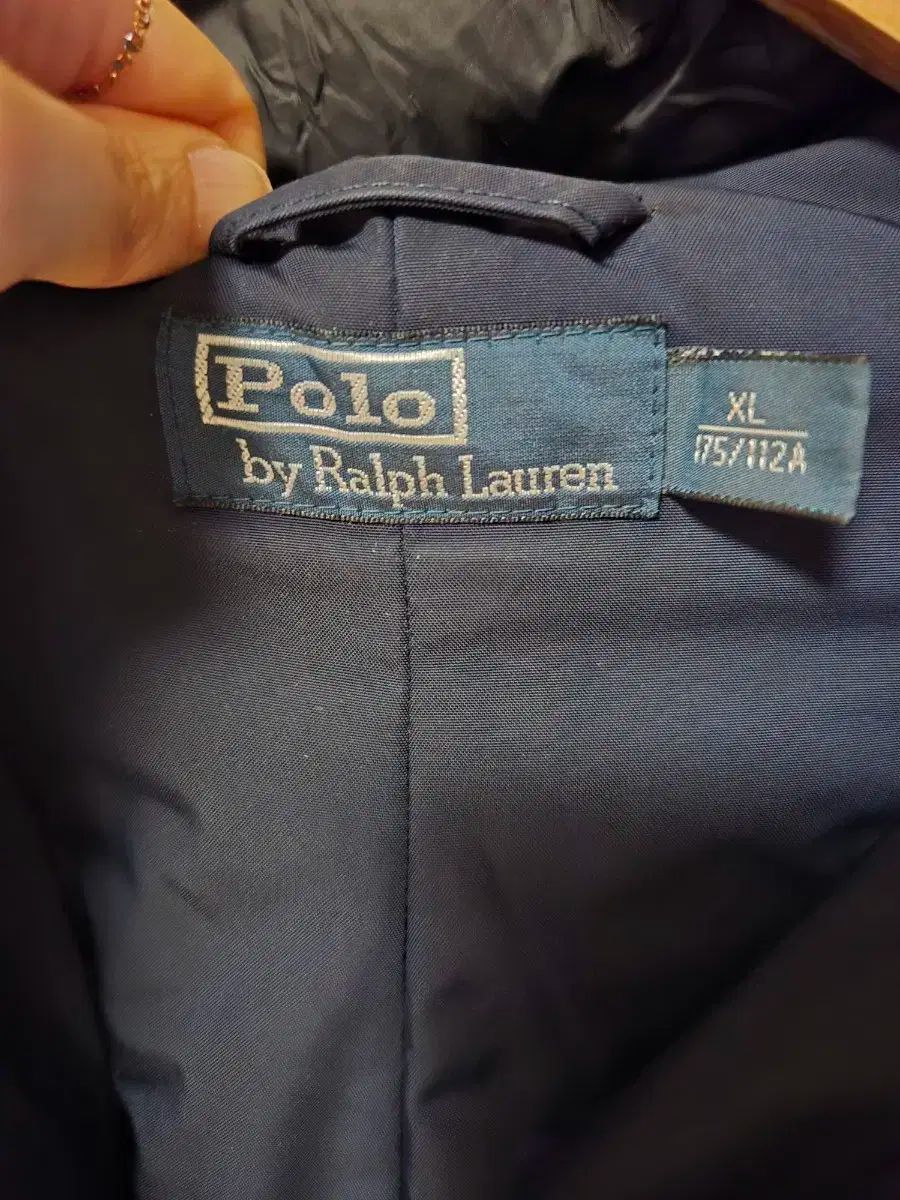 Polo
by Ralph Lauren
XL
175/112A